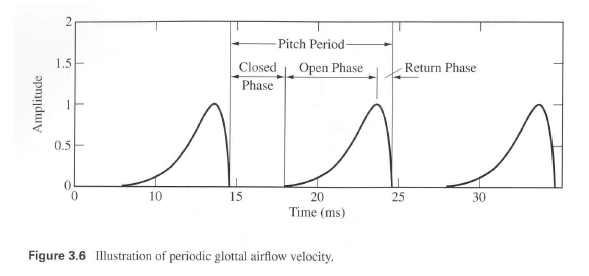 2
Pitch Period
1.5
Closed Open Phase Return Phase
Phase
1
Amplitude
0.5
0
0 10 15 20 25 30
Time (ms)
Figure 3.6 Illustration of periodic glottal airflow velocity.